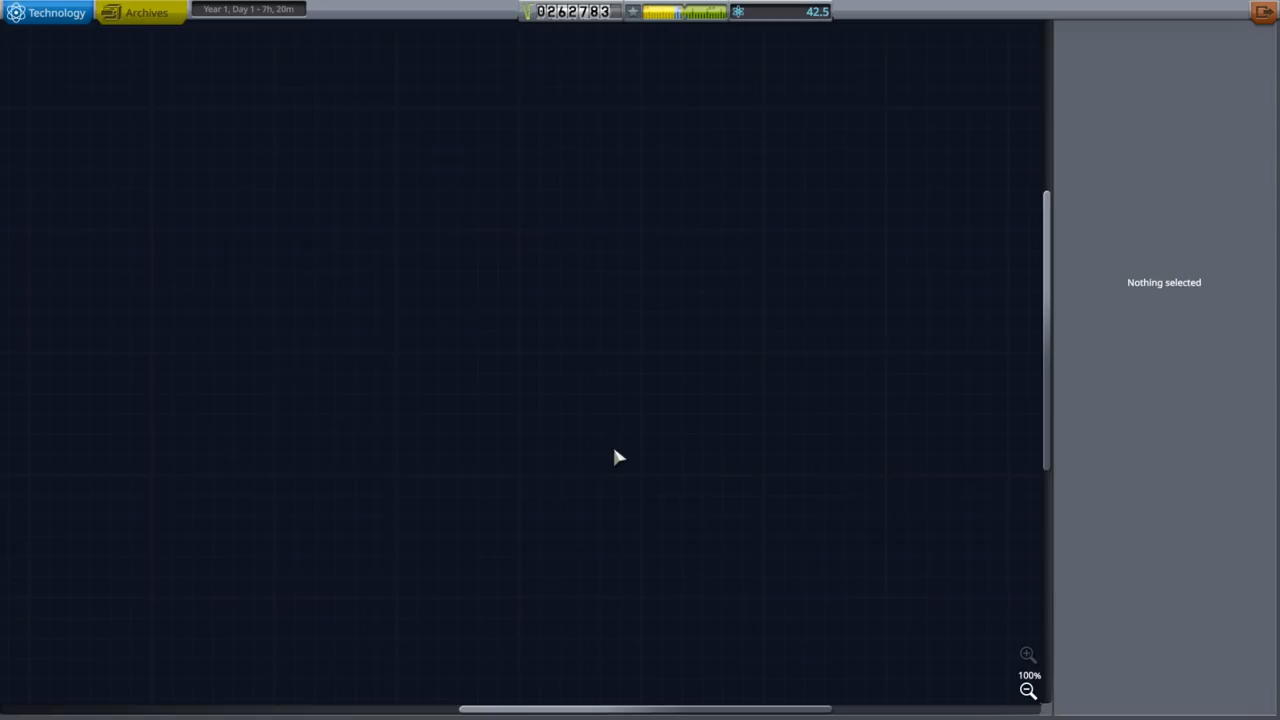 Technology
Archives
Year 1, Day 1 - 7h, 20m
0262783
42.5
Nothing selected
100%